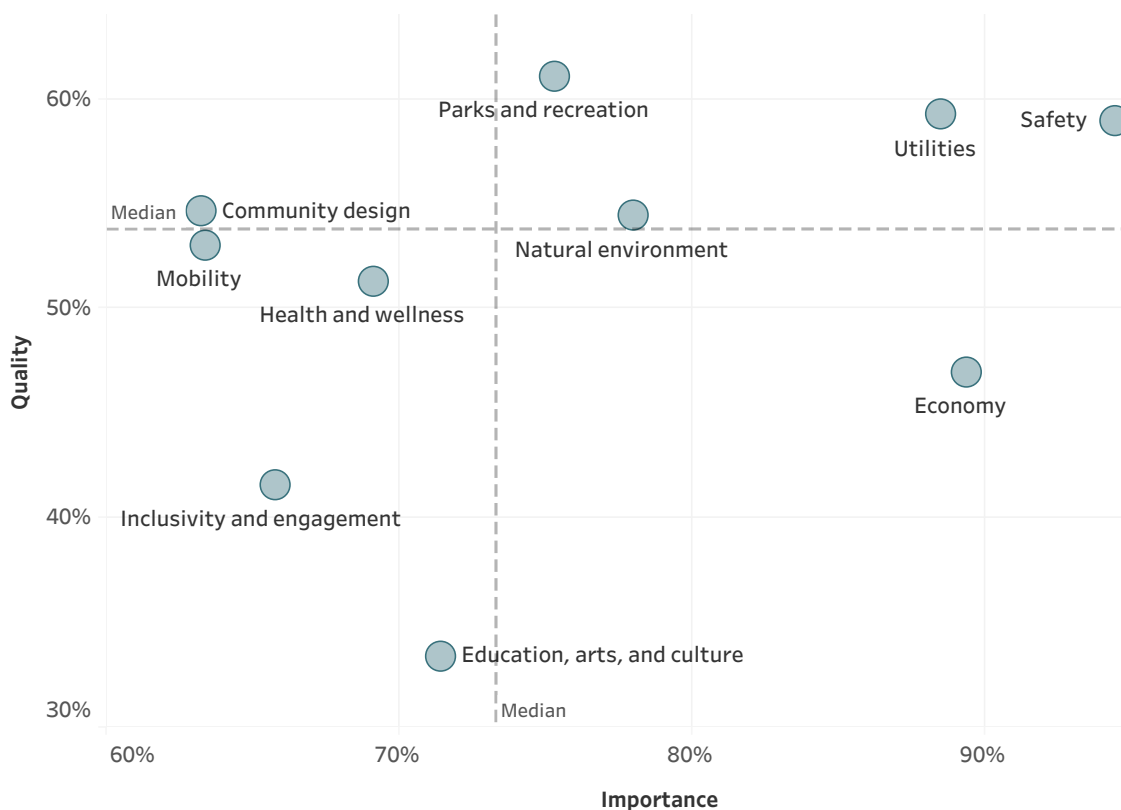 60%
Parks and recreation
Utilities
Safety
Median
Community design
Natural environment
Mobility
Health and wellness
50%
Quality
Economy
Inclusivity and engagement
40%
Education, arts, and culture
30%
Median
60%
70%
80%
90%
Importance